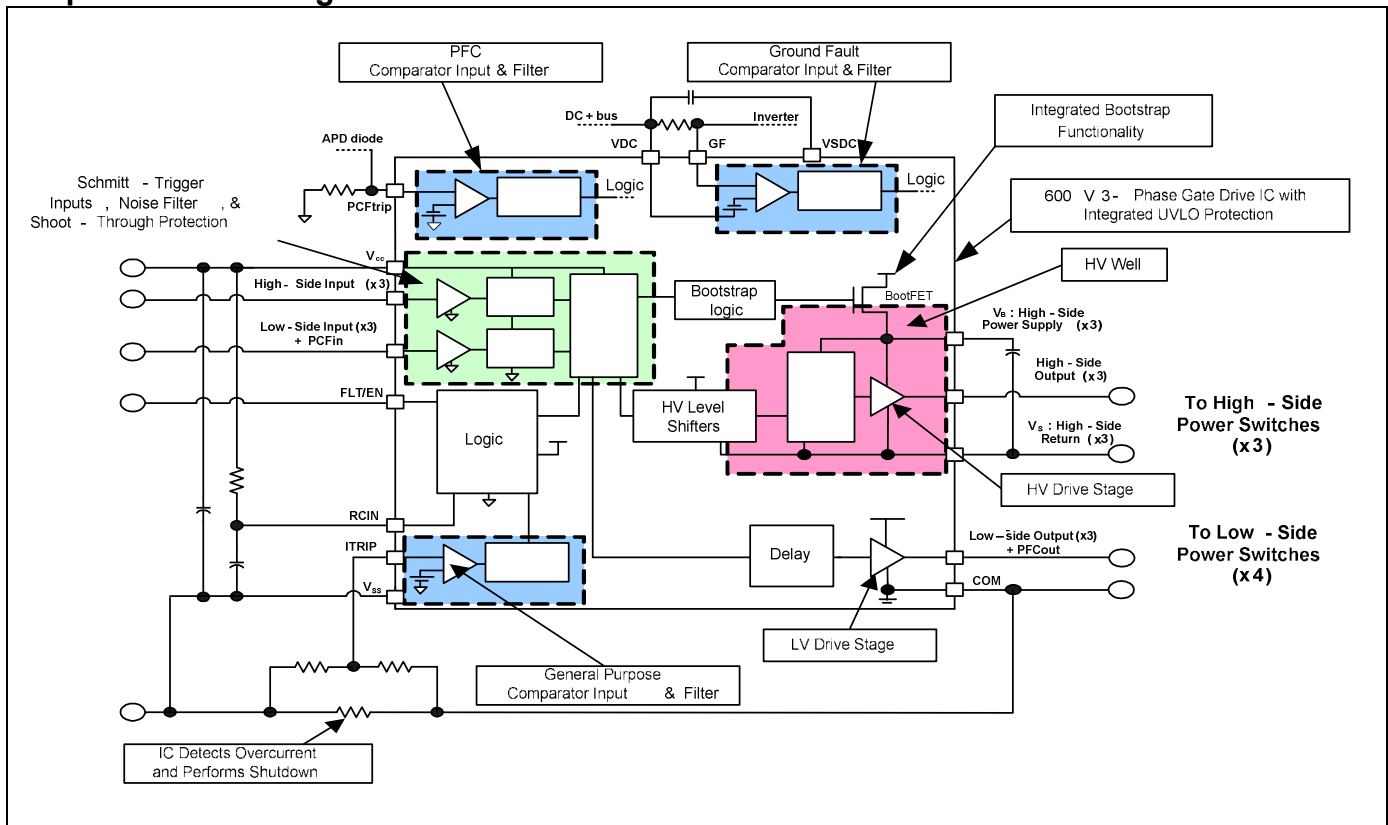 PFC
Comparator Input & Filter
Ground Fault
Comparator Input & Filter
Integrated Bootstrap
Functionality
DC + bus
Inverter
APD diode
VDC
GF
VSDC
Schmitt - Trigger
Inputs , Noise Filter , &
Shoot - Through Protection
PCFtrip
Logic
Logic
600 V 3 - Phase Gate Drive IC with
Integrated UVLO Protection
Vcc
High - Side Input (x3)
HV Well
Bootstrap
logic
BootFET
VB : High - Side
Power Supply (x3)
Low - Side Input (x3)
+ PCFin
High - Side
Output (x3)
FLT/EN
HV Level
Shifters
To High - Side
Power Switches
(x3)
Logic
VS : High - Side
Return (x3)
HV Drive Stage
RCIN
ITRIP
Delay
Low - side Output (x3)
+ PFCout
To Low - Side
Power Switches
(x4)
VSS
COM
LV Drive Stage
General Purpose
Comparator Input & Filter
IC Detects Overcurrent
and Performs Shutdown